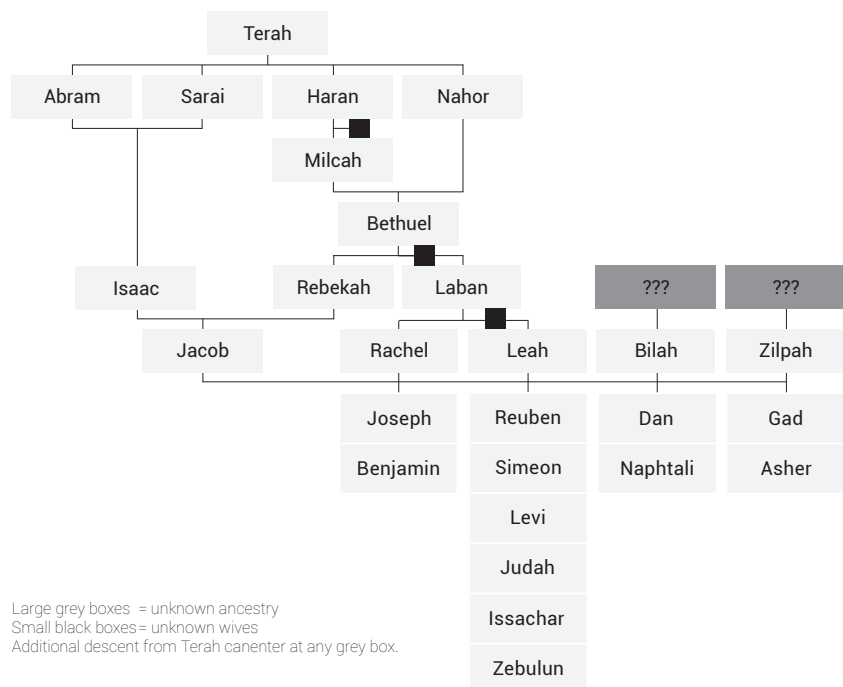 Terah
Abram Sarai Haran Nahor
Milcah
Bethuel
Isaac Rebekah Laban ??? ???
Jacob Rachel Leah Bilah Zilpah
Joseph Reuben Dan Gad
Benjamin Simeon Naphtali Asher
Levi
Judah
Issachar
Zebulun
Large grey boxes = unknown ancestry
Small black boxes = unknown wives
Additional descent from Terah canenter at any grey box.